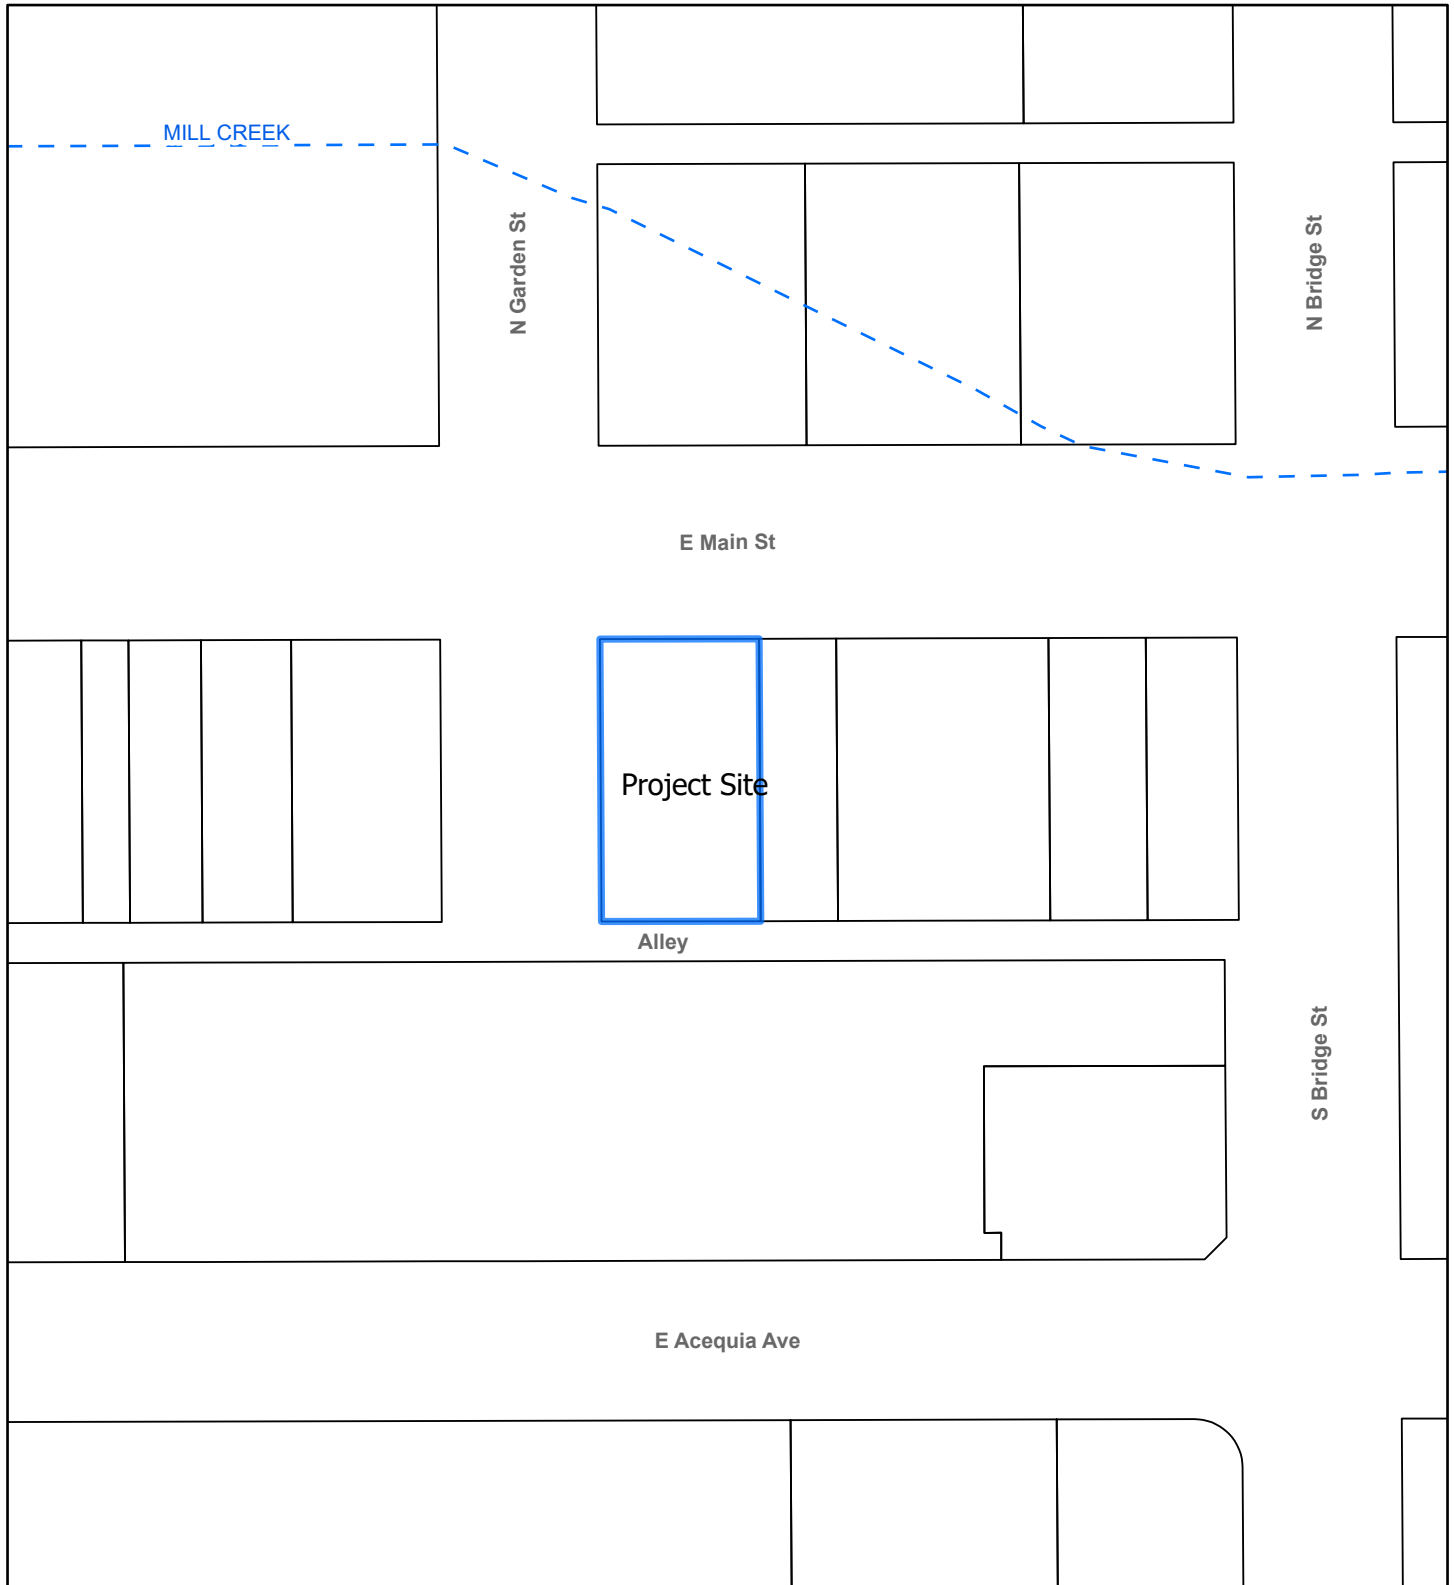 MILL CREEK
N Garden St
N Bridge St
E Main St
Project Site
Alley
S Bridge St
E Acequia Ave